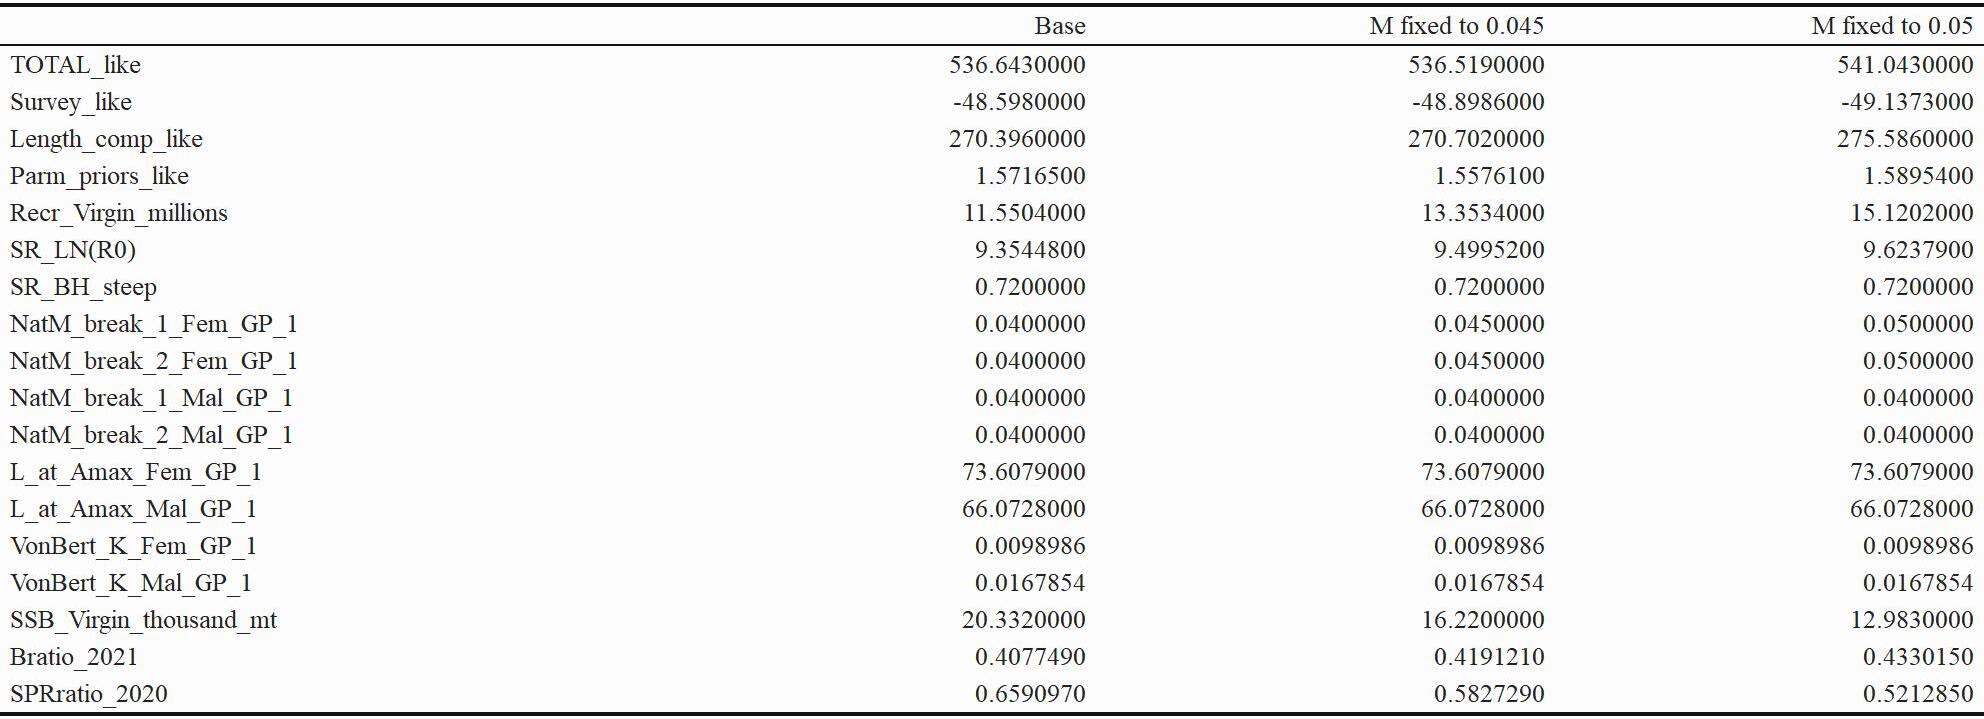 Base M fixed to 0.045 M fixed to 0.05
TOTAL_like 536.6430000 536.5190000 541.0430000
Survey_like -48.5980000 -48.8986000 -49.1373000
Length_comp_like 270.3960000 270.7020000 275.5860000
Parm_priors_like 1.5716500 1.5576100 1.5895400
Recr_Virgin_millions 11.5504000 13.3534000 15.1202000
SR_LN(R0) 9.3544800 9.4995200 9.6237900
SR_BH_steep 0.7200000 0.7200000 0.7200000
NatM_break_1_Fem_GP_1 0.0400000 0.0450000 0.0500000
NatM_break_2_Fem_GP_1 0.0400000 0.0450000 0.0500000
NatM_break_1_Mal_GP_1 0.0400000 0.0400000 0.0400000
NatM_break_2_Mal_GP_1 0.0400000 0.0400000 0.0400000
L_at_Amax_Fem_GP_1 73.6079000 73.6079000 73.6079000
L_at_Amax_Mal_GP_1 66.0728000 66.0728000 66.0728000
VonBert_K_Fem_GP_1 0.0098986 0.0098986 0.0098986
VonBert_K_Mal_GP_1 0.0167854 0.0167854 0.0167854
SSB_Virgin_thousand_mt 20.3320000 16.2200000 12.9830000
Bratio_2021 0.4077490 0.4191210 0.4330150
SPRratio_2020 0.6590970 0.5827290 0.5212850